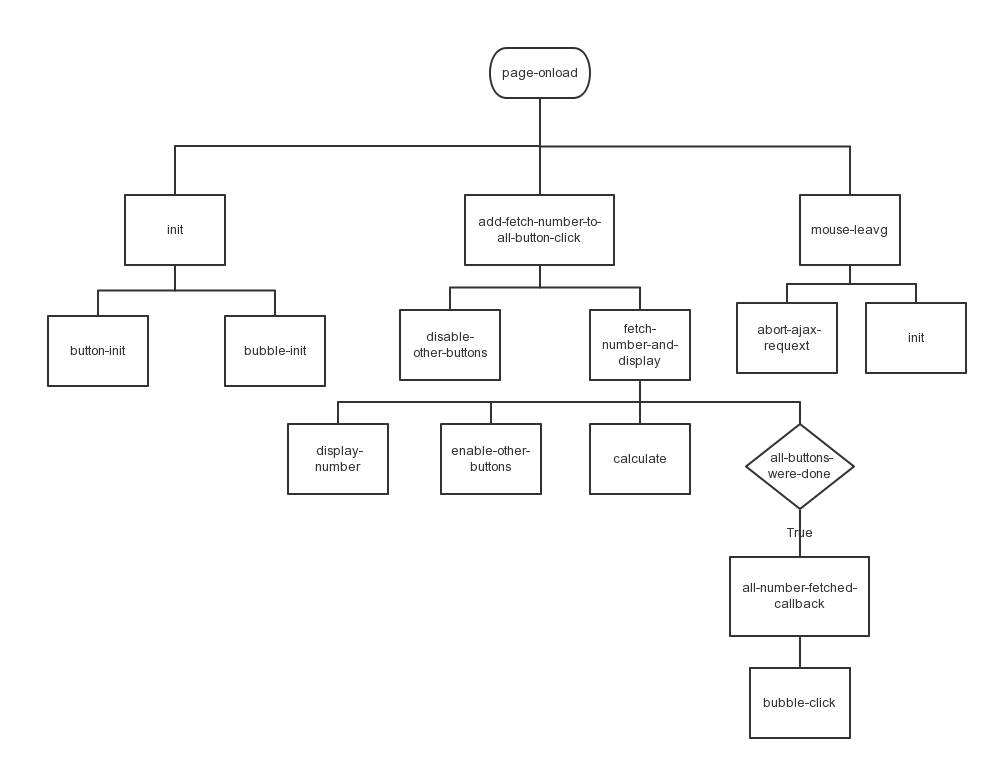 page-onload
init
add-fetch-number-to-
all-button-click
mouse-leavg
button-init
bubble-init
disable-
other-buttons
fetch-
number-and-
display
abort-ajax-
requext
init
display-
number
enable-other-
buttons
calculate
all-buttons-
were-done
True
all-number-fetched-
callback
bubble-click